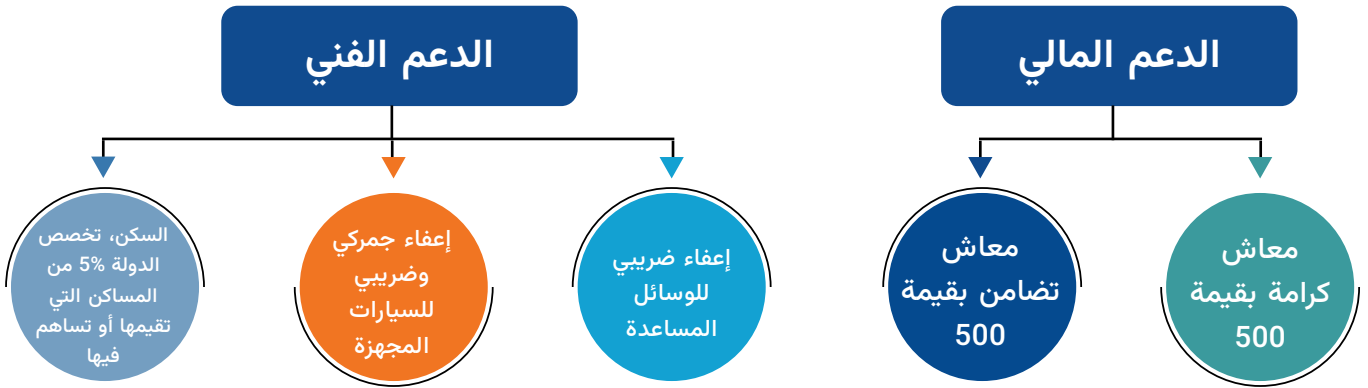 الدعم المالي
معاش
كرامة بقيمة
500
معاش
تضامن بقيمة
500
الدعم الفني
إعفاء ضريبي
للوسائل
المساعدة
إعفاء جمركي
وضريبي
للسيارات
المجهزة
السكن، تخصص
الدولة 5% من
المساكن التي
تقيمها أو تساهم
فيها